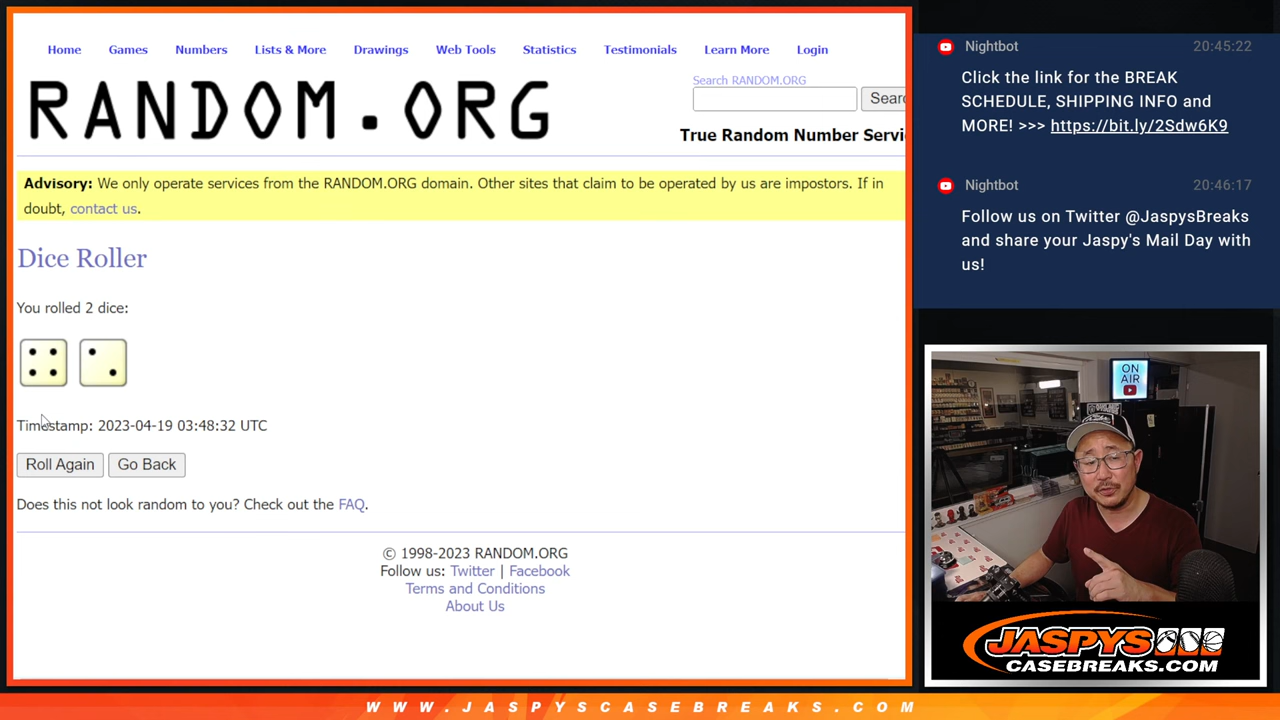 Home Games Numbers Lists & More Drawings Web Tools Statistics Testimonials Learn More Login
RANDOM.ORG
Search RANDOM.ORG
Searc
True Random Number Servi
Advisory: We only operate services from the RANDOM.ORG domain. Other sites that claim to be operated by us are impostors. If in
doubt, contact us.
Dice Roller
You rolled 2 dice:
Timestamp: 2023-04-19 03:48:32 UTC
Roll Again Go Back
Does this not look random to you? Check out the FAQ.
© 1998-2023 RANDOM.ORG
Follow us: Twitter | Facebook
Terms and Conditions
About Us
Nightbot 20:45:22
Click the link for the BREAK
SCHEDULE, SHIPPING INFO and
MORE! >>> https://bit.ly/2Sdw6K9
Nightbot 20:46:17
Follow us on Twitter @JaspysBreaks
and share your Jaspy's Mail Day with
us!
ON
AIR
JASPYS
CASEBREAKS.COM
WWW.JASPYSCASEBREAKS.COM